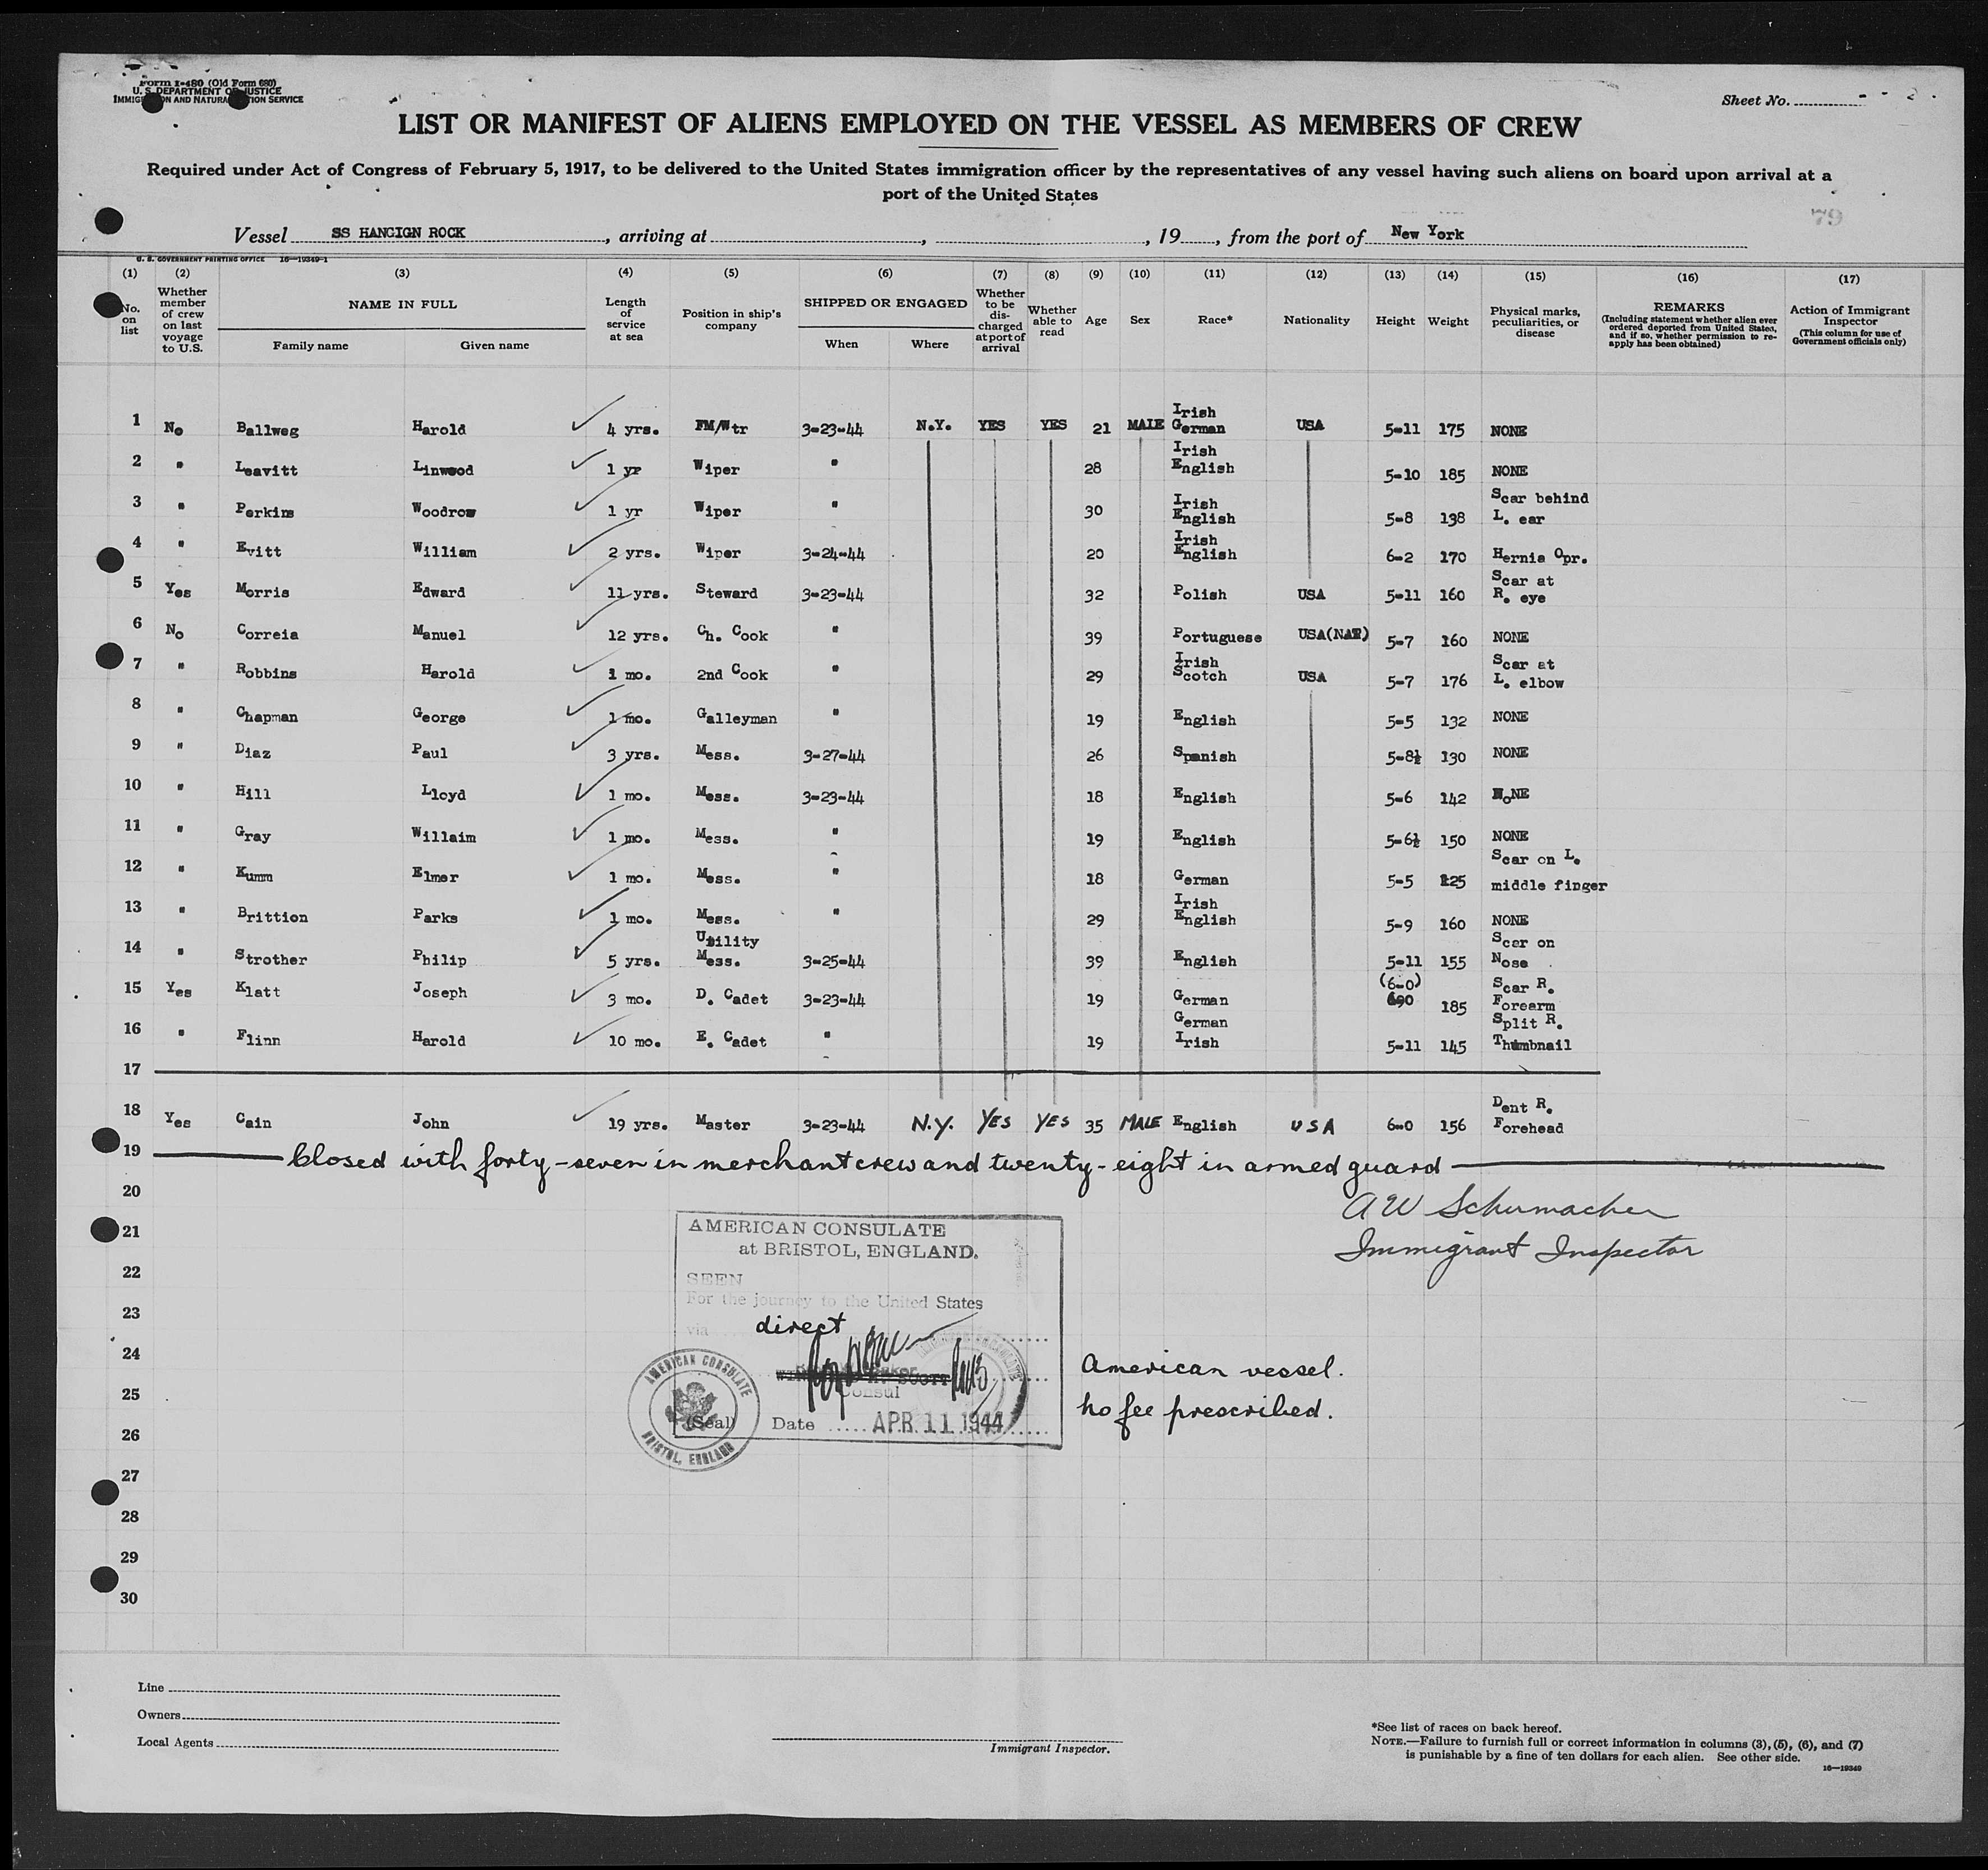 Form I-480 (Old Form 680)
U. S. DEPARTMENT OF JUSTICE
IMMIGRATION AND NATURALIZATION SERVICE
Sheet No. 2
LIST OR MANIFEST OF ALIENS EMPLOYED ON THE VESSEL AS MEMBERS OF CREW
Required under Act of Congress of February 5, 1917, to be delivered to the United States immigration officer by the representatives of any vessel having such aliens on board upon arrival at a
port of the United States
79
Vessel SS HANGIGN ROCK, arriving at , , 19 , from the port of New York
U. S. GOVERNMENT PRINTING OFFICE 16—19349-1
(1) (2) (3) (4) (5) (6) (7) (8) (9) (10) (11) (12) (13) (14) (15) (16) (17)
No. on list
Whether member of crew on last voyage to U.S.
NAME IN FULL
Family name Given name
Length of service at sea
Position in ship's company
SHIPPED OR ENGAGED
When Where
Whether to be discharged at port of arrival
Whether able to read
Age
Sex
Race*
Nationality
Height
Weight
Physical marks, peculiarities, or disease
REMARKS
(Including statement whether alien ever ordered deported from United States, and if so, whether permission to re-apply has been obtained)
Action of Immigrant Inspector
(This column for use of Government officials only)
1 No Ballweg Harold 4 yrs. FM/Wtr 3-23-44 N.Y. YES YES 21 MALE Irish German USA 5-11 175 NONE
2 " Leavitt Linwood 1 yr Wiper " 28 Irish English 5-10 185 NONE
3 " Perkins Woodrow 1 yr Wiper " 30 Irish English 5-8 138 Scar behind L. ear
4 " Evitt William 2 yrs. Wiper 3-24-44 20 Irish English 6-2 170 Hernia Opr.
5 Yes Morris Edward 11 yrs. Steward 3-23-44 32 Polish USA 5-11 160 Scar at R. eye
6 No Correia Manuel 12 yrs. Ch. Cook " 39 Portuguese USA(NAT) 5-7 160 NONE
7 " Robbins Harold 1 mo. 2nd Cook " 29 Irish Scotch USA 5-7 176 Scar at L. elbow
8 " Chapman George 1 mo. Galleyman " 19 English 5-5 132 NONE
9 " Diaz Paul 3 yrs. Mess. 3-27-44 26 Spanish 5-8½ 130 NONE
10 " Hill Lloyd 1 mo. Mess. 3-23-44 18 English 5-6 142 NONE
11 " Gray Willaim 1 mo. Mess. " 19 English 5-6½ 150 NONE
12 " Kumm Elmer 1 mo. Mess. " 18 German 5-5 125 Scar on L. middle finger
13 " Brittion Parks 1 mo. Mess. " 29 Irish English 5-9 160 NONE
14 " Strother Philip 5 yrs. Utility Mess. 3-25-44 39 English 5-11 155 Scar on Nose
15 Yes Klatt Joseph 3 mo. D. Cadet 3-23-44 19 German (6-0) 185 Scar R. Forearm
16 " Flinn Harold 10 mo. E. Cadet " 19 German Irish 5-11 145 Split R. Thumbnail
17
18 Yes Cain John 19 yrs. Master 3-23-44 N.Y. YES YES 35 MALE English USA 6-0 156 Dent R. Forehead
19 Closed with forty-seven in merchant crew and twenty-eight in armed guard
20
A W Schumacher
21
Immigrant Inspector
22
23
24
25
26
27
28
29
30
AMERICAN CONSULATE
at BRISTOL, ENGLAND.
SEEN
For the journey to the United States
via direct
Consul
(Seal) Date APR 11 1944
AMERICAN CONSULATE
BRISTOL, ENGLAND
American vessel.
No fee prescribed.
Line
Owners
Local Agents
Immigrant Inspector.
*See list of races on back hereof.
NOTE.—Failure to furnish full or correct information in columns (3), (5), (6), and (7)
is punishable by a fine of ten dollars for each alien. See other side.
16—19349